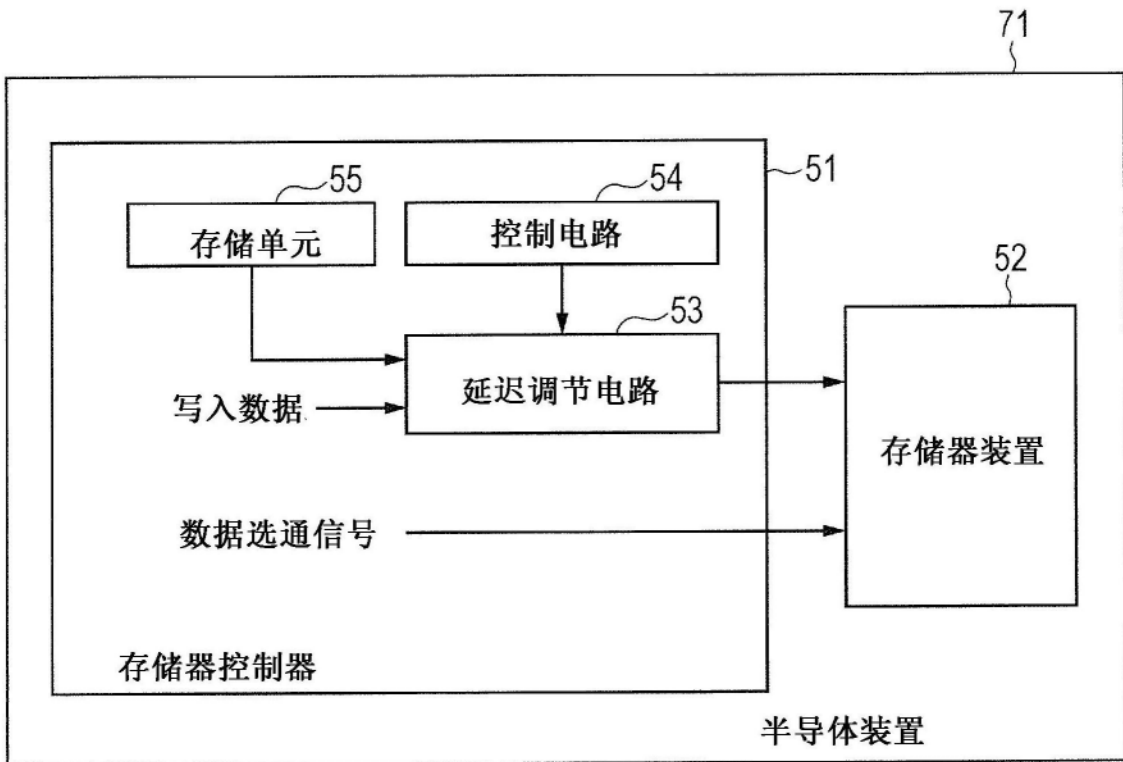 71
51
55
54
存储单元
控制电路
52
53
延迟调节电路
写入数据
存储器装置
数据选通信号
存储器控制器
半导体装置